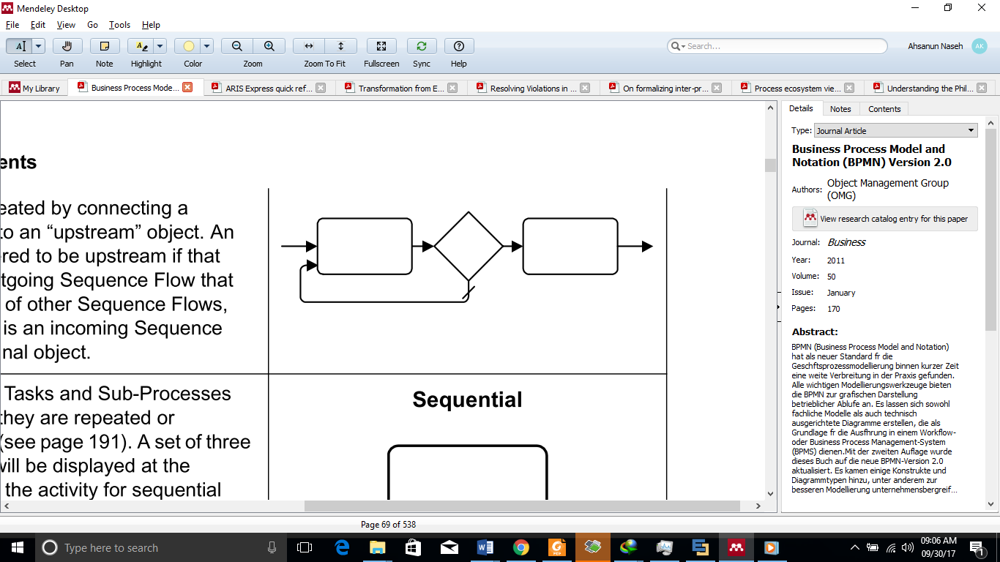 Mendeley Desktop
File Edit View Go Tools Help
Select Pan Note Highlight Color Zoom Zoom To Fit Fullscreen Sync Help
Search...
Ahsanun Naseh AK
My Library
Business Process Mode...
ARIS Express quick ref...
Transformation from E...
Resolving Violations in ...
On formalizing inter-pr...
Process ecosystem vie...
Understanding the Phil...
ents
eated by connecting a
to an “upstream” object. An
red to be upstream if that
tgoing Sequence Flow that
of other Sequence Flows,
is an incoming Sequence
nal object.
Tasks and Sub-Processes
they are repeated or
(see page 191). A set of three
will be displayed at the
the activity for sequential
Sequential
Page 69 of 538
Details Notes Contents
Type: Journal Article
Business Process Model and
Notation (BPMN) Version 2.0
Authors: Object Management Group
(OMG)
View research catalog entry for this paper
Journal: Business
Year: 2011
Volume: 50
Issue: January
Pages: 170
Abstract:
BPMN (Business Process Model and Notation)
hat als neuer Standard fr die
Geschftsprozessmodellierung binnen kurzer Zeit
eine weite Verbreitung in der Praxis gefunden.
Alle wichtigen Modellierungswerkzeuge bieten
die BPMN zur grafischen Darstellung
betrieblicher Ablufe an. Es lassen sich sowohl
fachliche Modelle als auch technisch
ausgerichtete Diagramme erstellen, die als
Grundlage fr die Ausfhrung in einem Workflow-
oder Business Process Management-System
(BPMS) dienen.Mit der zweiten Auflage wurde
dieses Buch auf die neue BPMN-Version 2.0
aktualisiert. Es kamen einige Konstrukte und
Diagrammtypen hinzu, unter anderem zur
besseren Modellierung unternehmensbergreif...
Type here to search
09:06 AM
09/30/17
1